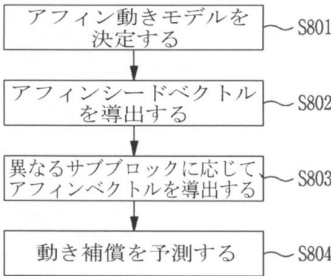 アフィン動きモデルを
決定する
S801
アフィンシードベクトル
を導出する
S802
異なるサブブロックに応じて
アフィンベクトルを導出する
S803
動き補償を予測する
S804